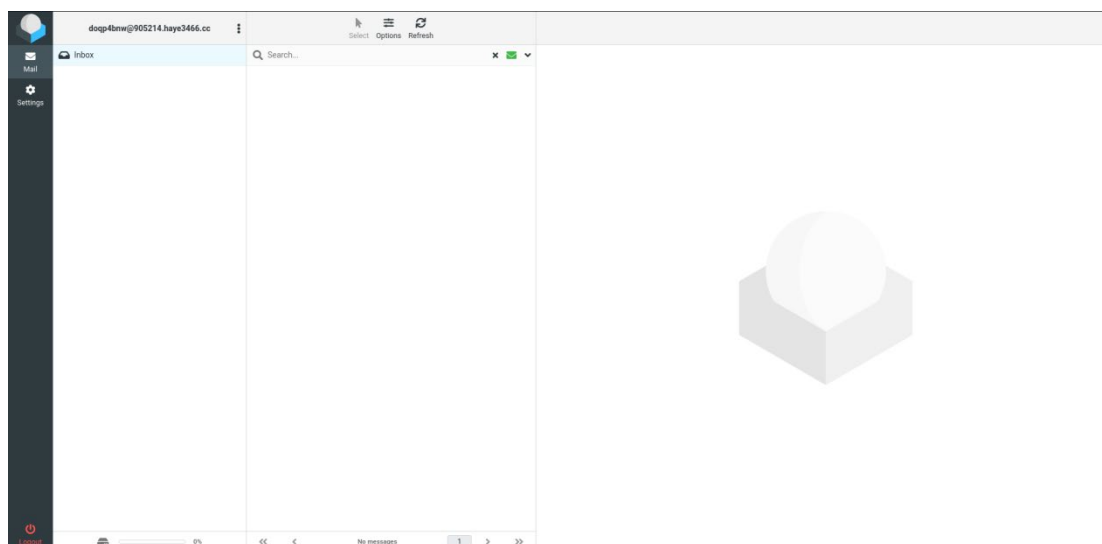 doqp4bnw@905214.haye3466.cc
Select Options Refresh
Mail
Inbox
Search...
Settings
Logout
0%
No messages
1